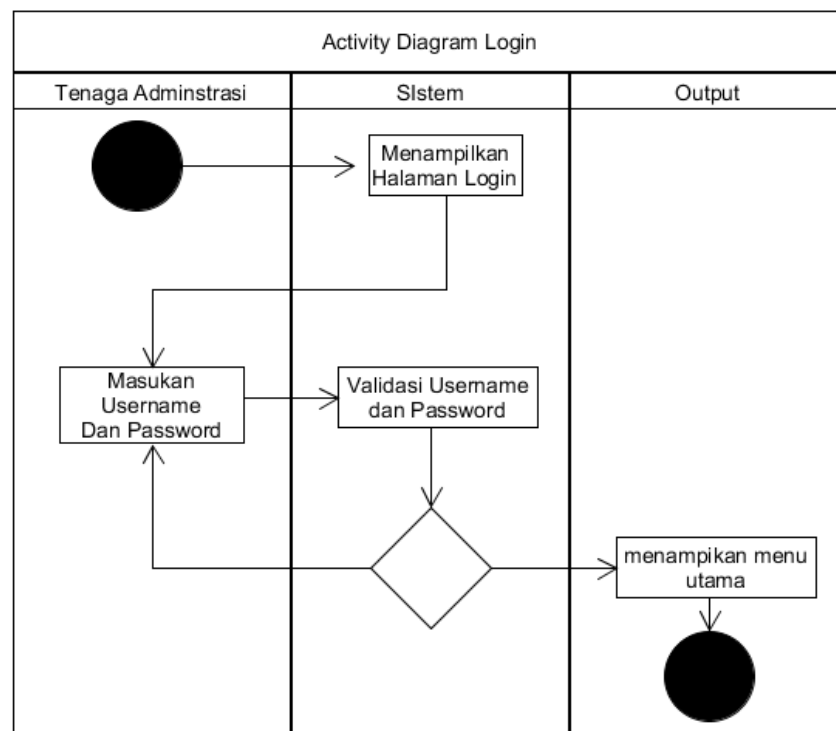 Activity Diagram Login
Tenaga Adminstrasi
SIstem
Output
Menampilkan
Halaman Login
Masukan
Username
Dan Password
Validasi Username
dan Password
menampikan menu
utama